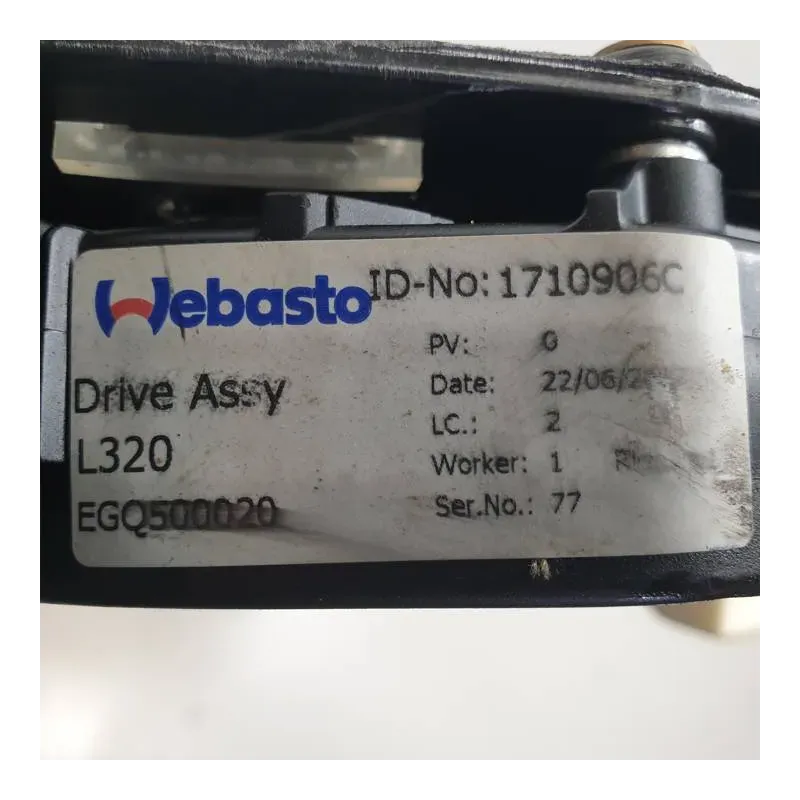 Webasto
ID-No: 1710906C
Drive Assy
L320
EGQ500020
PV: 0
Date: 22/06/
LC.: 2
Worker: 1
Ser.No.: 77